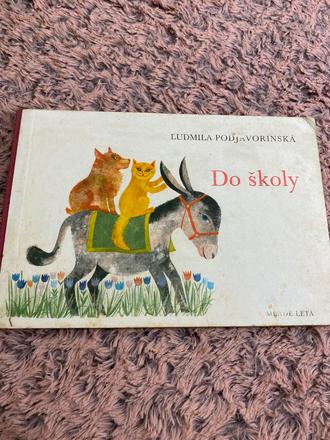 ĽUDMILA PODJAVORINSKÁ
Do školy
MLADÉ LETÁ